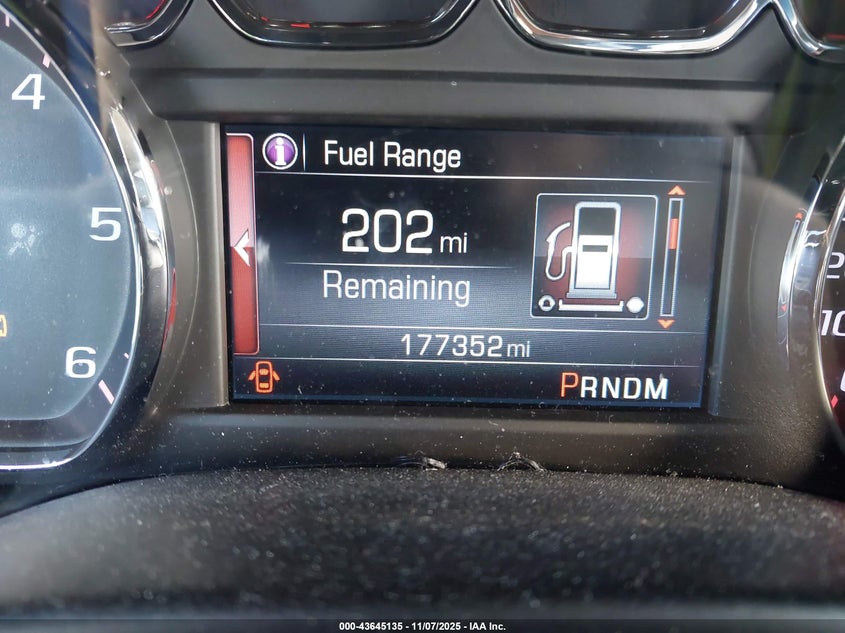 4
5
6
Fuel Range
202 mi
Remaining
177352 mi
PRNDM
000-43645135 - 11/07/2025 - IAA Inc.